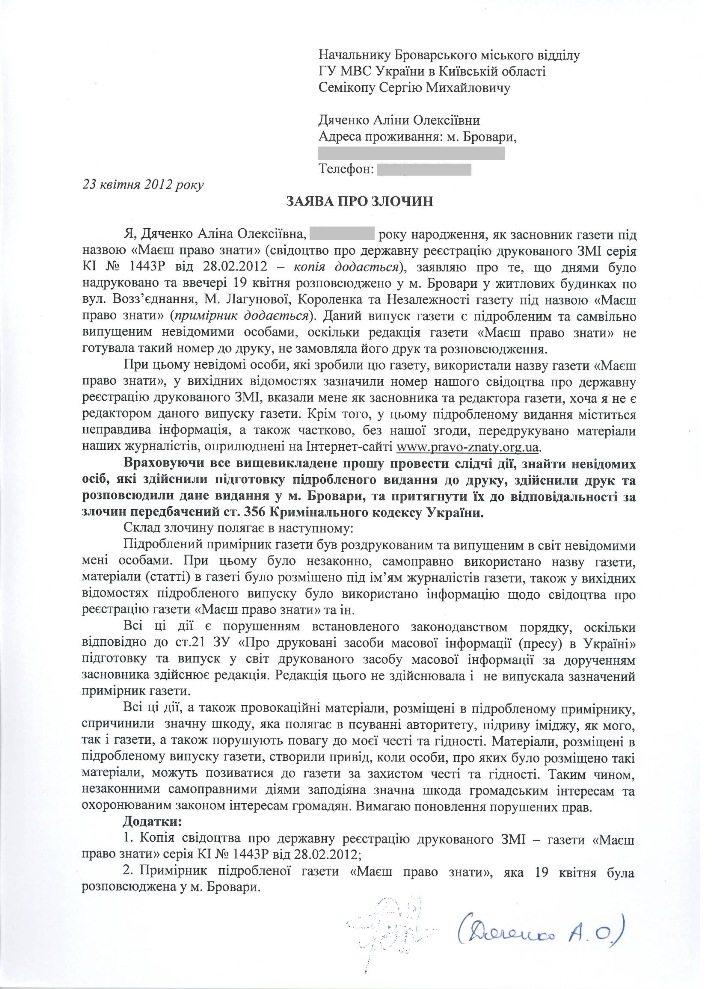 Начальнику Броварського міського відділу
ГУ МВС України в Київській області
Семікопу Сергію Михайловичу
Дяченко Аліни Олексіївни
Адреса проживання: м. Бровари,
Телефон:
23 квітня 2012 року
ЗАЯВА ПРО ЗЛОЧИН
Я, Дяченко Аліна Олексіївна, року народження, як засновник газети під
назвою «Маєш право знати» (свідоцтво про державну реєстрацію друкованого ЗМІ серія
КІ № 1443Р від 28.02.2012 – копія додається), заявляю про те, що днями було
надруковано та ввечері 19 квітня розповсюджено у м. Бровари у житлових будинках по
вул. Возз’єднання, М. Лагунової, Короленка та Незалежності газету під назвою «Маєш
право знати» (примірник додається). Даний випуск газети є підробленим та самвільно
випущеним невідомими особами, оскільки редакція газети «Маєш право знати» не
готувала такий номер до друку, не замовляла його друк та розповсюдження.
При цьому невідомі особи, які зробили цю газету, використали назву газети «Маєш
право знати», у вихідних відомостях зазначили номер нашого свідоцтва про державну
реєстрацію друкованого ЗМІ, вказали мене як засновника та редактора газети, хоча я не є
редактором даного випуску газети. Крім того, у цьому підробленому видання міститься
неправдива інформація, а також частково, без нашої згоди, передруковано матеріали
наших журналістів, оприлюднені на Інтернет-сайті www.pravo-znaty.org.ua.
Враховуючи все вищевикладене прошу провести слідчі дії, знайти невідомих
осіб, які здійснили підготовку підробленого видання до друку, здійснили друк та
розповсюдили дане видання у м. Бровари, та притягнути їх до відповідальності за
злочин передбачений ст. 356 Кримінального кодексу України.
Склад злочину полягає в наступному:
Підроблений примірник газети був роздрукованим та випущеним в світ невідомими
мені особами. При цьому було незаконно, самоправно використано назву газети,
матеріали (статті) в газеті було розміщено під ім’ям журналістів газети, також у вихідних
відомостях підробленого випуску було використано інформацію щодо свідоцтва про
реєстрацію газети «Маєш право знати» та ін.
Всі ці дії є порушенням встановленого законодавством порядку, оскільки
відповідно до ст.21 ЗУ «Про друковані засоби масової інформації (пресу) в Україні»
підготовку та випуск у світ друкованого засобу масової інформації за дорученням
засновника здійснює редакція. Редакція цього не здійснювала і не випускала зазначений
примірник газети.
Всі ці дії, а також провокаційні матеріали, розміщені в підробленому примірнику,
спричинили значну шкоду, яка полягає в псуванні авторитету, підриву іміджу, як мого,
так і газети, а також порушують повагу до моєї честі та гідності. Матеріали, розміщені в
підробленому випуску газети, створили привід, коли особи, про яких було розміщено такі
матеріали, можуть позиватися до газети за захистом честі та гідності. Таким чином,
незаконними самоправними діями заподіяна значна шкода громадським інтересам та
охоронюваним законом інтересам громадян. Вимагаю поновлення порушених прав.
Додатки:
1. Копія свідоцтва про державну реєстрацію друкованого ЗМІ – газети «Маєш
право знати» серія КІ № 1443Р від 28.02.2012;
2. Примірник підробленої газети «Маєш право знати», яка 19 квітня була
розповсюджена у м. Бровари.
(Дяченко А.О.)